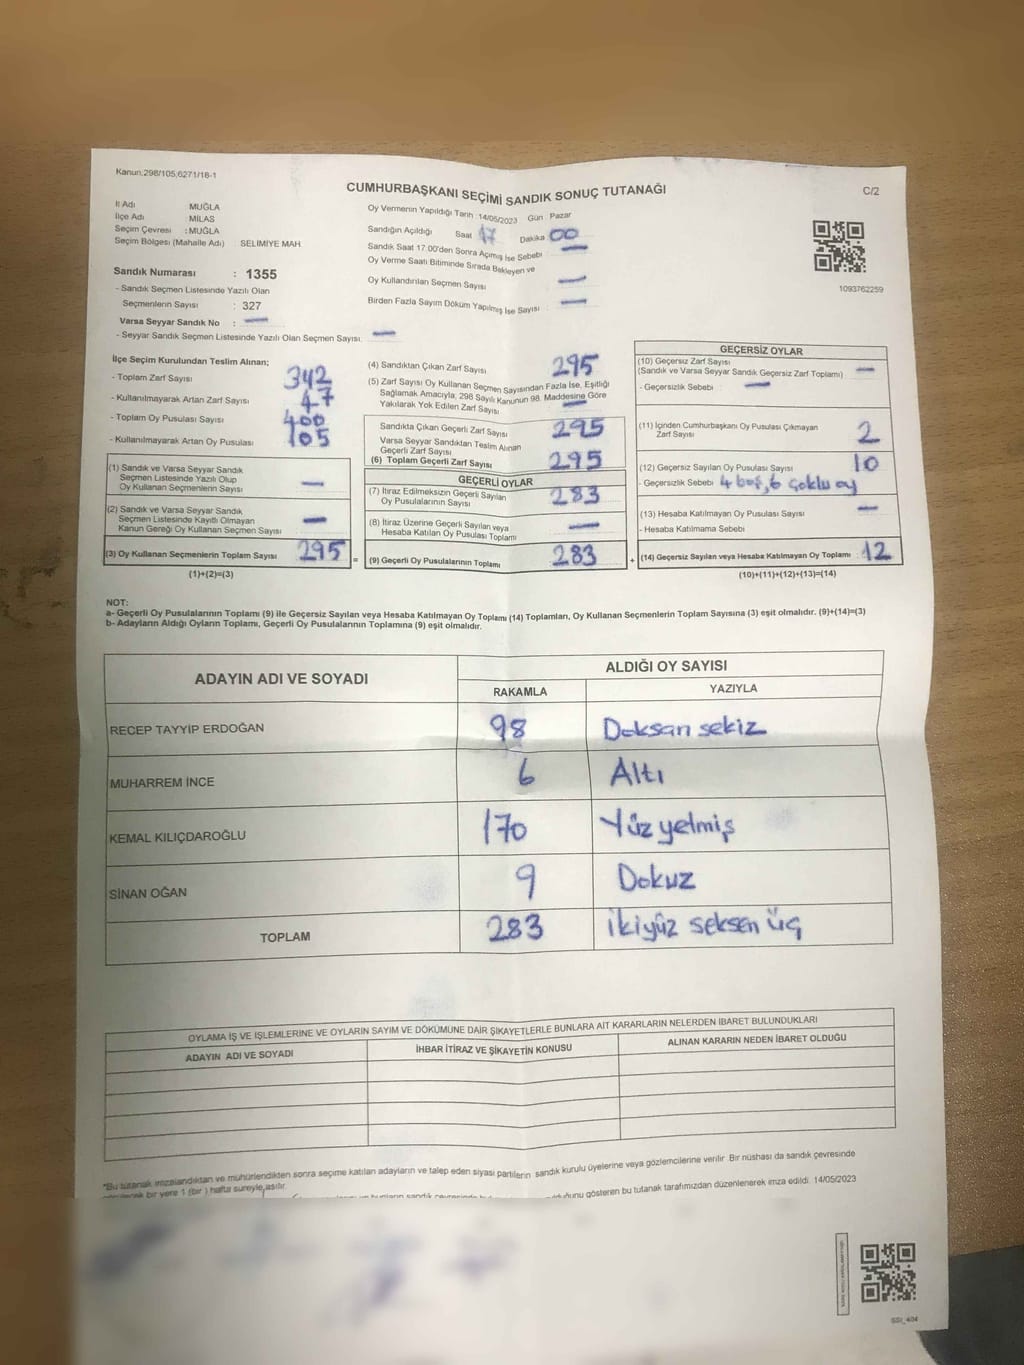 Kanun,298/105,6271/18-1
CUMHURBAŞKANI SEÇİMİ SANDIK SONUÇ TUTANAĞI
C/2
İl Adı MUĞLA
İlçe Adı : MİLAS
Seçim Çevresi : MUĞLA
Seçim Bölgesi (Mahalle Adı) SELİMİYE MAH
Sandık Numarası : 1355
- Sandık Seçmen Listesinde Yazılı Olan
Seçmenlerin Sayısı : 327
Varsa Seyyar Sandık No : —
- Seyyar Sandık Seçmen Listesinde Yazılı Olan Seçmen Sayısı —
Oy Vermenin Yapıldığı Tarih : 14/05/2023 Gün : Pazar
Sandığın Açıldığı Saat 17 Dakika 00
Sandık Saat 17:00'den Sonra Açımış İse Sebebi —
Oy Verme Saati Bitiminde Sırada Bekleyen ve
Oy Kullandırılan Seçmen Sayısı —
Birden Fazla Sayım Döküm Yapılmış İse Sayısı : —
1093762259
İlçe Seçim Kurulundan Teslim Alınan;
- Toplam Zarf Sayısı 342
- Kullanılmayarak Artan Zarf Sayısı 47
- Toplam Oy Pusulası Sayısı 400
- Kullanılmayarak Artan Oy Pusulası 105
(1) Sandık ve Varsa Seyyar Sandık
Seçmen Listesinde Yazılı Olup
Oy Kullanan Seçmenlerin Sayısı —
(2) Sandık ve Varsa Seyyar Sandık
Seçmen Listesinde Kayıtlı Olmayan
Kanun Gereği Oy Kullanan Seçmen Sayısı —
(3) Oy Kullanan Seçmenlerin Toplam Sayısı 295 =
(1)+(2)=(3)
(4) Sandıktan Çıkan Zarf Sayısı 295
(5) Zarf Sayısı Oy Kullanan Seçmen Sayısından Fazla İse, Eşitliği
Sağlamak Amacıyla; 298 Sayılı Kanunun 98. Maddesine Göre
Yakılarak Yok Edilen Zarf Sayısı —
Sandıkta Çıkan Geçerli Zarf Sayısı 295
Varsa Seyyar Sandıktan Teslim Alınan
Geçerli Zarf Sayısı
(6) Toplam Geçerli Zarf Sayısı 295
GEÇERLİ OYLAR
(7) İtiraz Edilmeksizin Geçerli Sayılan
Oy Pusulalarının Sayısı 283
(8) İtiraz Üzerine Geçerli Sayılan veya
Hesaba Katılan Oy Pusulası Toplamı —
(9) Geçerli Oy Pusulalarının Toplamı 283 +
GEÇERSİZ OYLAR
(10) Geçersiz Zarf Sayısı
(Sandık ve Varsa Seyyar Sandık Geçersiz Zarf Toplamı) —
- Geçersizlik Sebebi : —
(11) İçinden Cumhurbaşkanı Oy Pusulası Çıkmayan
Zarf Sayısı 2
(12) Geçersiz Sayılan Oy Pusulası Sayısı 10
- Geçersizlik Sebebi 4 boş, 6 çoklu oy
(13) Hesaba Katılmayan Oy Pusulası Sayısı —
- Hesaba Katılmama Sebebi
(14) Geçersiz Sayılan veya Hesaba Katılmayan Oy Toplamı : 12
(10)+(11)+(12)+(13)=(14)
NOT:
a- Geçerli Oy Pusulalarının Toplamı (9) ile Geçersiz Sayılan veya Hesaba Katılmayan Oy Toplamı (14) Toplamları, Oy Kullanan Seçmenlerin Toplam Sayısına (3) eşit olmalıdır. (9)+(14)=(3)
b- Adayların Aldığı Oyların Toplamı, Geçerli Oy Pusulalarının Toplamına (9) eşit olmalıdır.
ADAYIN ADI VE SOYADI
ALDIĞI OY SAYISI
RAKAMLA YAZIYLA
RECEP TAYYİP ERDOĞAN 98 Doksan sekiz
MUHARREM İNCE 6 Altı
KEMAL KILIÇDAROĞLU 170 Yüz yetmiş
SİNAN OĞAN 9 Dokuz
TOPLAM 283 İkiyüz seksen üç
OYLAMA İŞ VE İŞLEMLERİNE VE OYLARIN SAYIM VE DÖKÜMÜNE DAİR ŞİKAYETLERLE BUNLARA AİT KARARLARIN NELERDEN İBARET BULUNDUKLARI
ADAYIN ADI VE SOYADI İHBAR İTİRAZ VE ŞİKAYETİN KONUSU ALINAN KARARIN NEDEN İBARET OLDUĞU
*Bu tutanak imzalandıktan ve mühürlendikten sonra seçime katılan adayların ve talep eden siyasi partilerin sandık kurulu üyelerine veya gözlemcilerine verilir. Bir nüshası da sandık çevresinde
bir yere 1 (bir) hafta süreyle asılır.
gösteren bu tutanak tarafımızdan düzenlenerek imza edildi. 14/05/2023